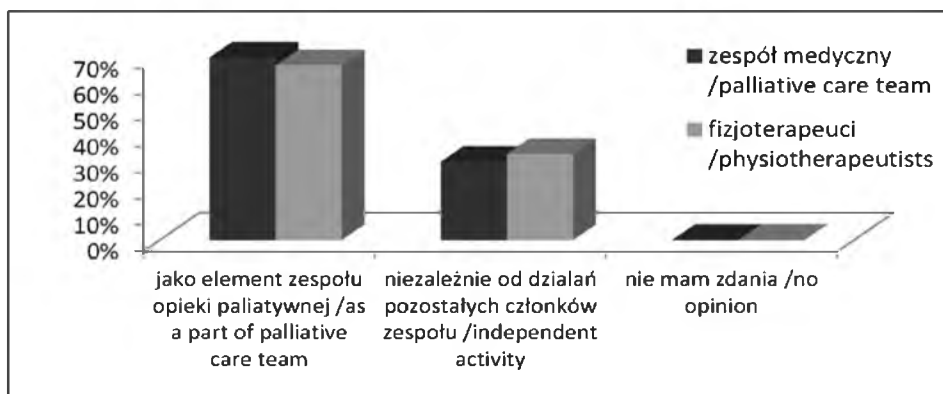 70%
60%
50%
40%
30%
20%
10%
0%
zespół medyczny
/palliative care team
fizjoterapeuci
/physiotherapeutists
jako element zespołu
opieki paliatywnej /as
a part of palliative
care team
niezależnie od działań
pozostałych członków
zespołu /independent
activity
nie mam zdania /no
opinion